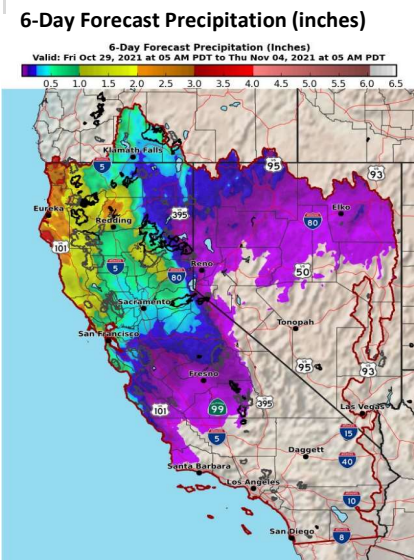 6-Day Forecast Precipitation (inches)
6-Day Forecast Precipitation (Inches)
Valid: Fri Oct 29, 2021 at 05 AM PDT to Thu Nov 04, 2021 at 05 AM PDT
0.5 1.0 1.5 2.0 2.5 3.0 3.5 4.0 4.5 5.0 5.5 6.0 6.5
Klamath Falls
5
95
93
Eureka
395
Elko
Redding
80
101
5
Reno
80
50
Sacramento
San Francisco
Tonopah
95
93
Fresno
99
395
101
Las Vegas
5
15
Daggett
40
Santa Barbara
Los Angeles
10
San Diego
8